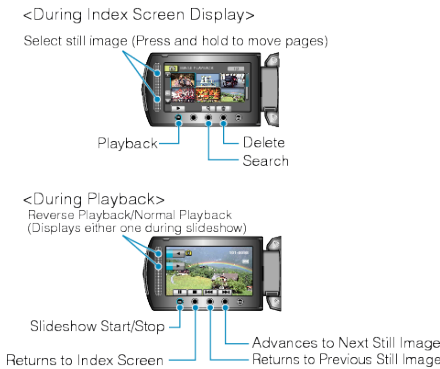 <During Index Screen Display>
Select still image (Press and hold to move pages)
Playback
Delete
Search
<During Playback>
Reverse Playback/Normal Playback
(Displays either one during slideshow)
Slideshow Start/Stop
Advances to Next Still Image
Returns to Index Screen
Returns to Previous Still Image